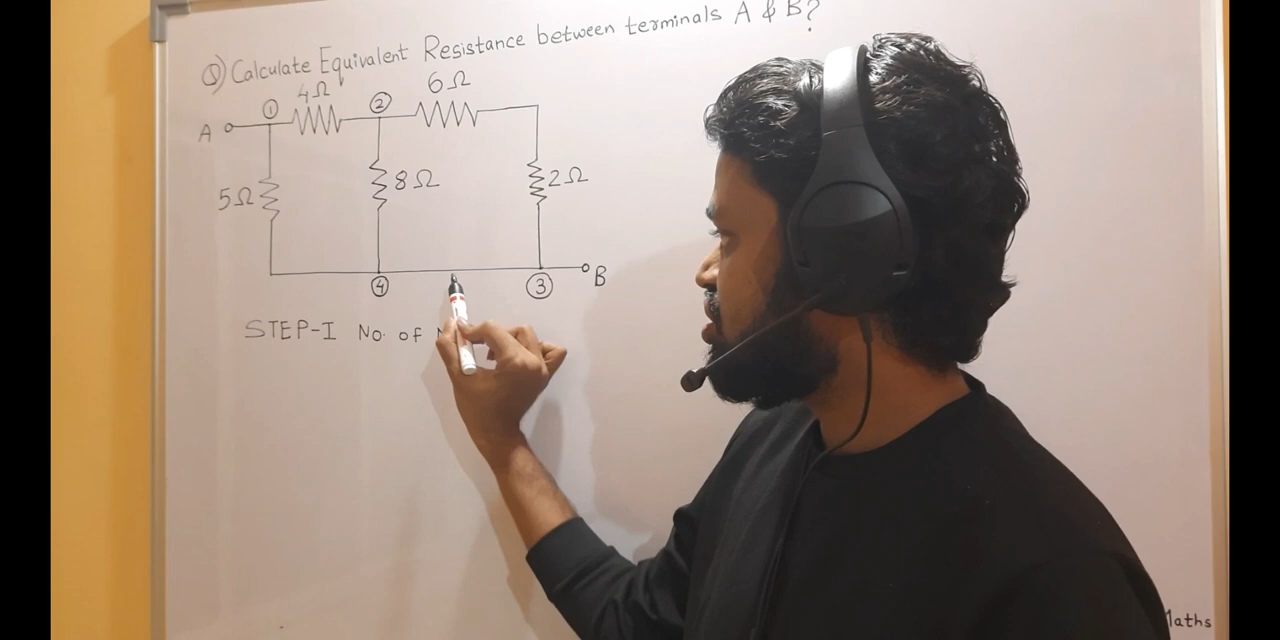 Q) Calculate Equivalent Resistance between terminals A & B?
4Ω
6Ω
①
②
A
5Ω
8Ω
2Ω
④
③
B
STEP-I No. of
Maths